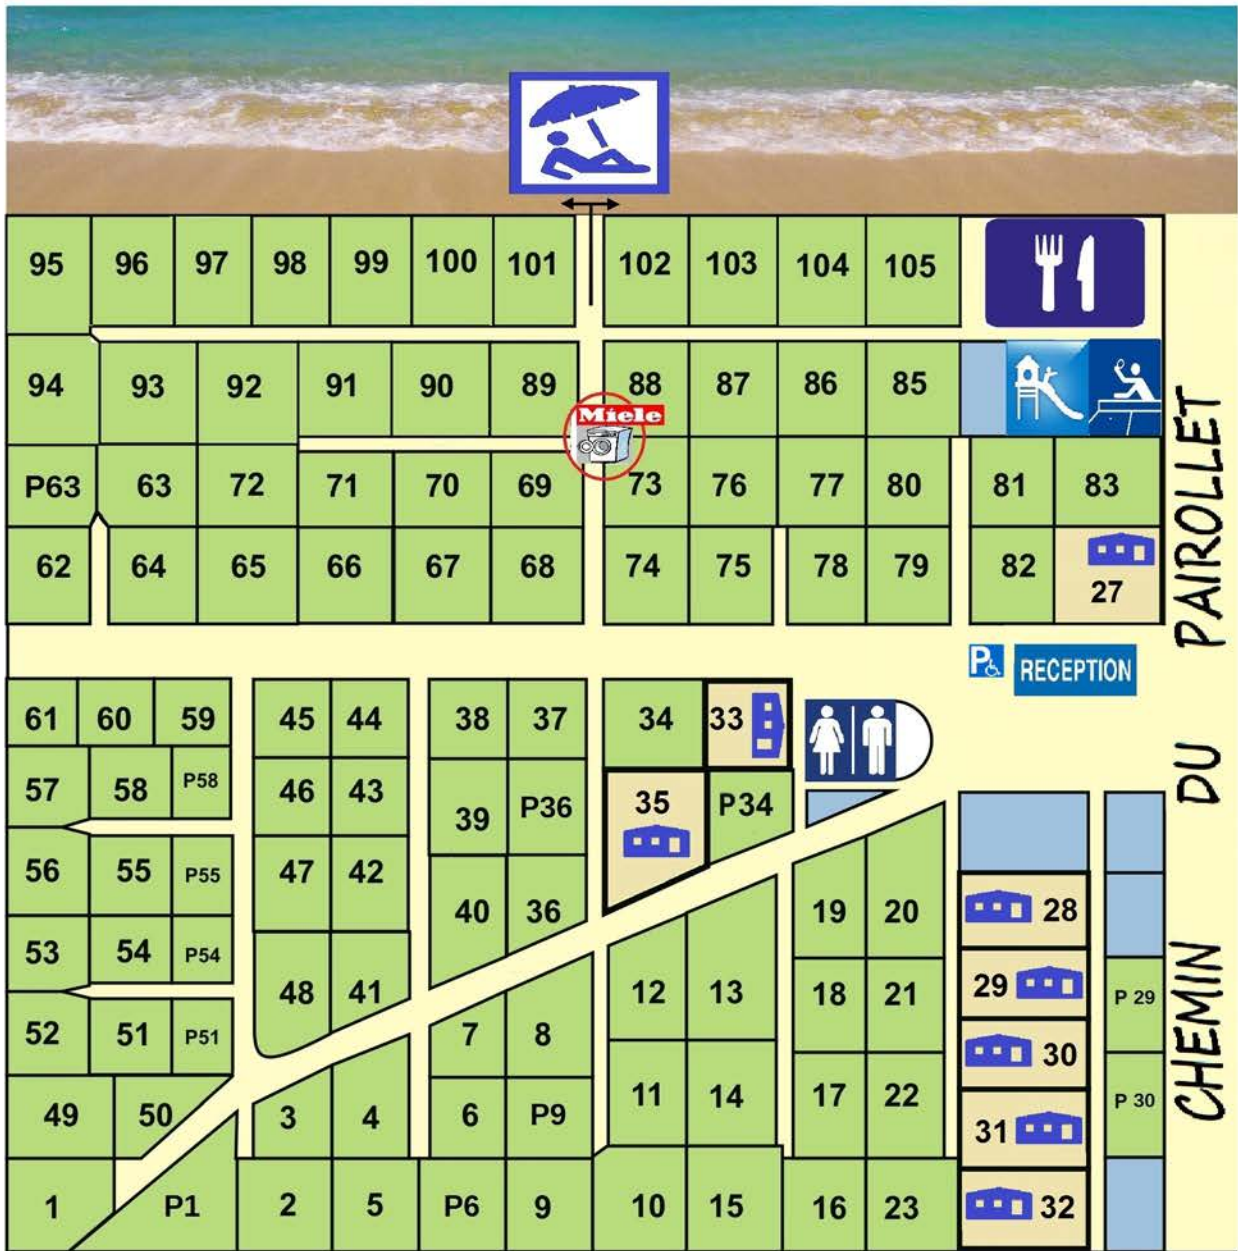 95 96 97 98 99 100 101 102 103 104 105
94 93 92 91 90 89 88 87 86 85
Miele
P63 63 72 71 70 69 73 76 77 80 81 83
62 64 65 66 67 68 74 75 78 79 82 27
P RECEPTION
61 60 59 45 44 38 37 34 33
57 58 P58 46 43 39 P36 35 P34
56 55 P55 47 42 40 36 19 20 28
53 54 P54 48 41 12 13 18 21 29 P 29
52 51 P51 7 8 30
49 50 3 4 6 P9 11 14 17 22 31 P 30
1 P1 2 5 P6 9 10 15 16 23 32
CHEMIN DU PAIROLLET